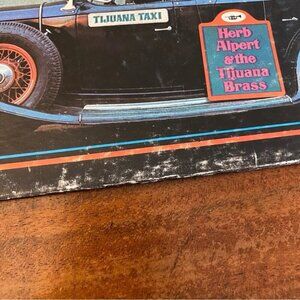 TIJUANA TAXI
Herb
Alpert
& the
Tijuana
Brass